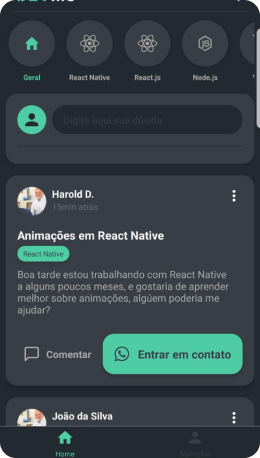 Geral React Native React.js Node.js
Digite aqui sua dúvida
Harold D.
15min atrás
Animações em React Native
React Native
Boa tarde estou trabalhando com React Native
a alguns poucos meses, e gostaria de aprender
melhor sobre animações, algúem poderia me
ajudar?
Comentar Entrar em contato
João da Silva
Home